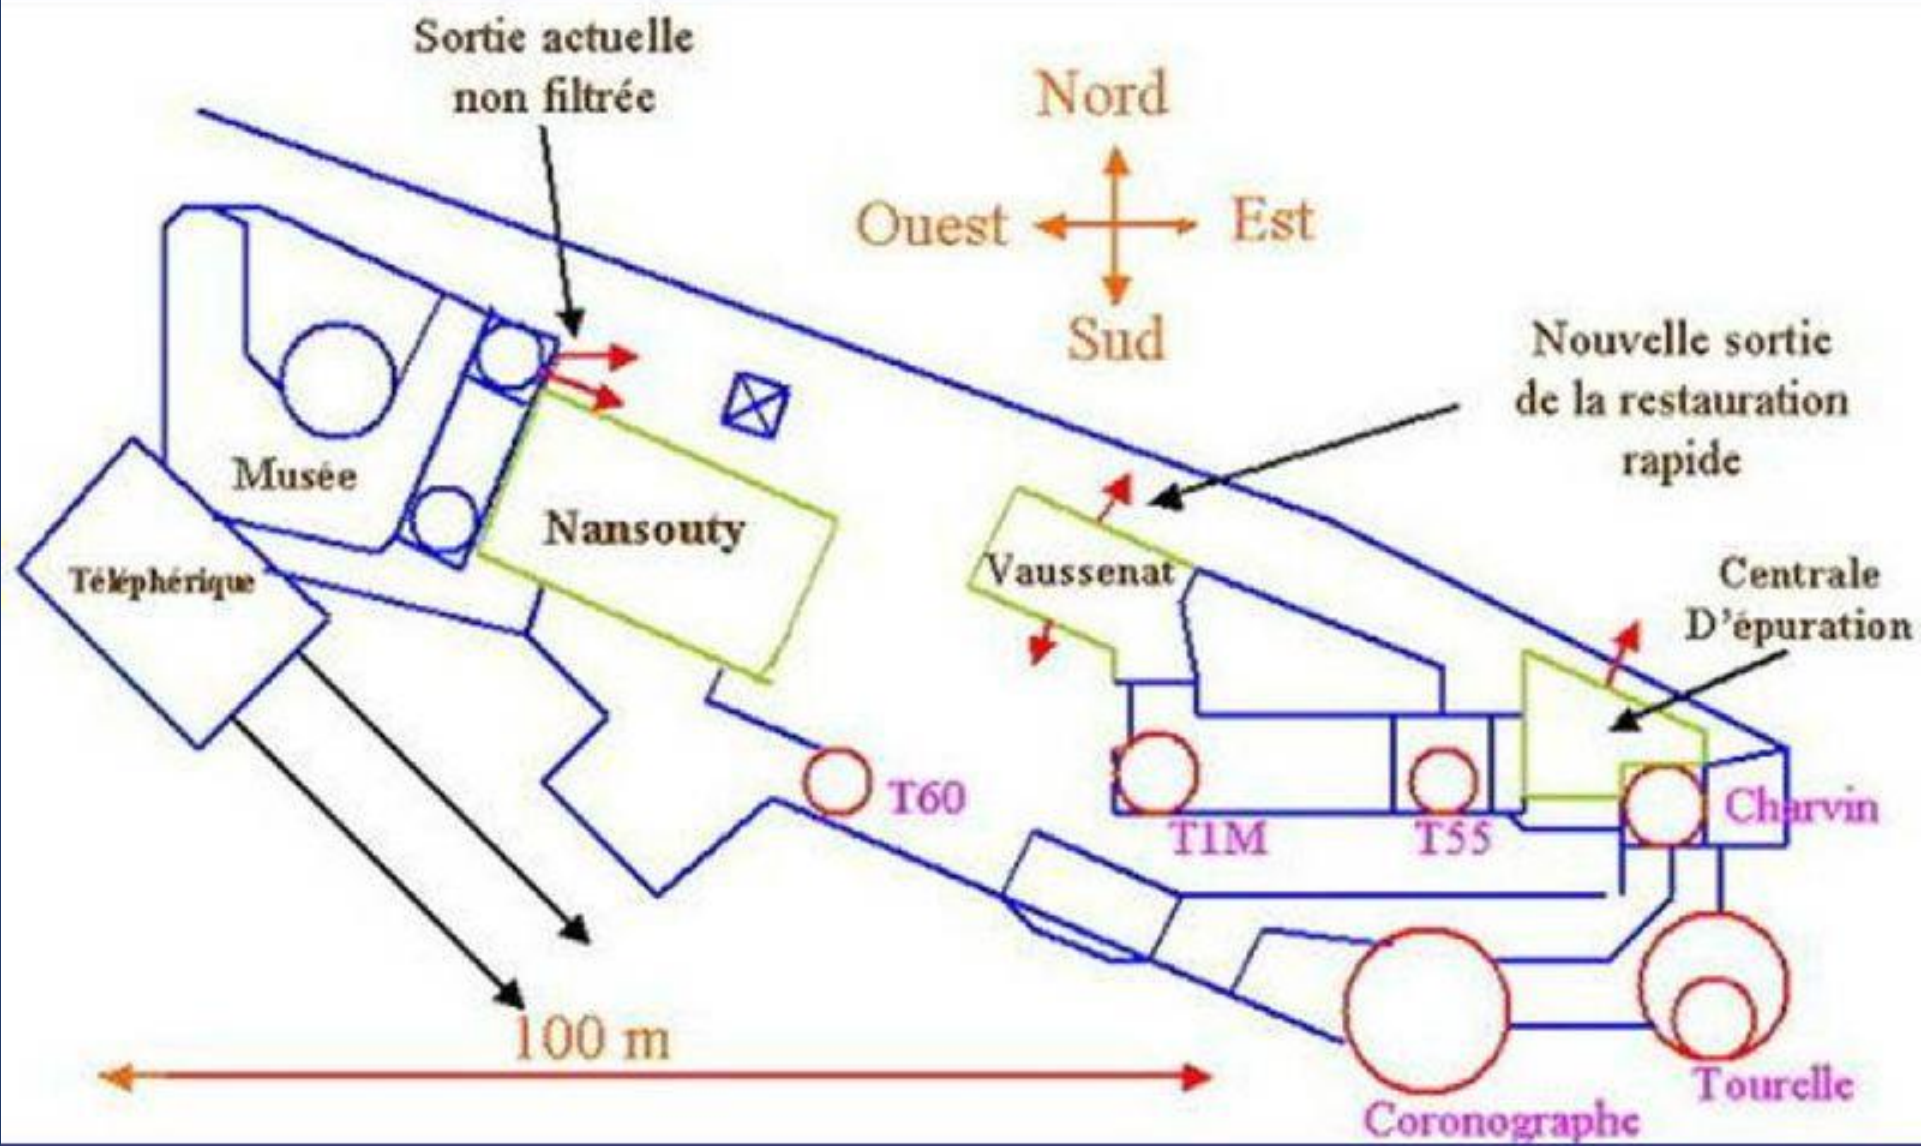 Sortie actuelle
non filtrée
Nord
Ouest
Est
Sud
Nouvelle sortie
de la restauration
rapide
Musée
Nansouty
Téléphérique
Vaussenat
Centrale
D'épuration
T60
T1M
T55
Charvin
100 m
Tourelle
Coronographe